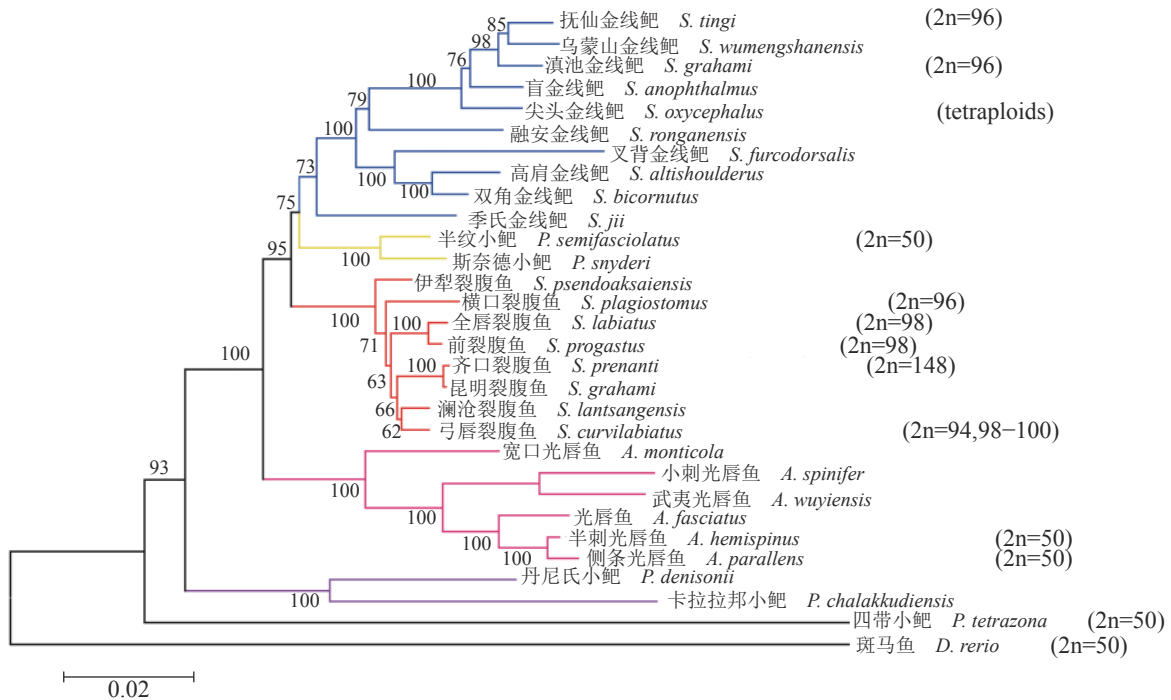 抚仙金线鲃 S. tingi (2n=96)
乌蒙山金线鲃 S. wumengshanensis
滇池金线鲃 S. grahami (2n=96)
盲金线鲃 S. anophthalmus
尖头金线鲃 S. oxycephalus (tetraploids)
融安金线鲃 S. ronganensis
叉背金线鲃 S. furcodorsalis
高肩金线鲃 S. altishoulderus
双角金线鲃 S. bicornutus
季氏金线鲃 S. jii
半纹小鲃 P. semifasciolatus (2n=50)
斯奈德小鲃 P. snyderi
伊犁裂腹鱼 S. psendoaksaiensis
横口裂腹鱼 S. plagiostomus (2n=96)
全唇裂腹鱼 S. labiatus (2n=98)
前裂腹鱼 S. progastus (2n=98)
齐口裂腹鱼 S. prenanti (2n=148)
昆明裂腹鱼 S. grahami
澜沧裂腹鱼 S. lantsangensis
弓唇裂腹鱼 S. curvilabiatus (2n=94,98−100)
宽口光唇鱼 A. monticola
小刺光唇鱼 A. spinifer
武夷光唇鱼 A. wuyiensis
光唇鱼 A. fasciatus
半刺光唇鱼 A. hemispinus (2n=50)
侧条光唇鱼 A. parallens (2n=50)
丹尼氏小鲃 P. denisonii
卡拉拉邦小鲃 P. chalakkudiensis
四带小鲃 P. tetrazona (2n=50)
斑马鱼 D. rerio (2n=50)
85
98
76
100
79
100
100
100
73
75
100
95
100
100
71
100
63
66
62
100
100
100
100
100
93
100
0.02